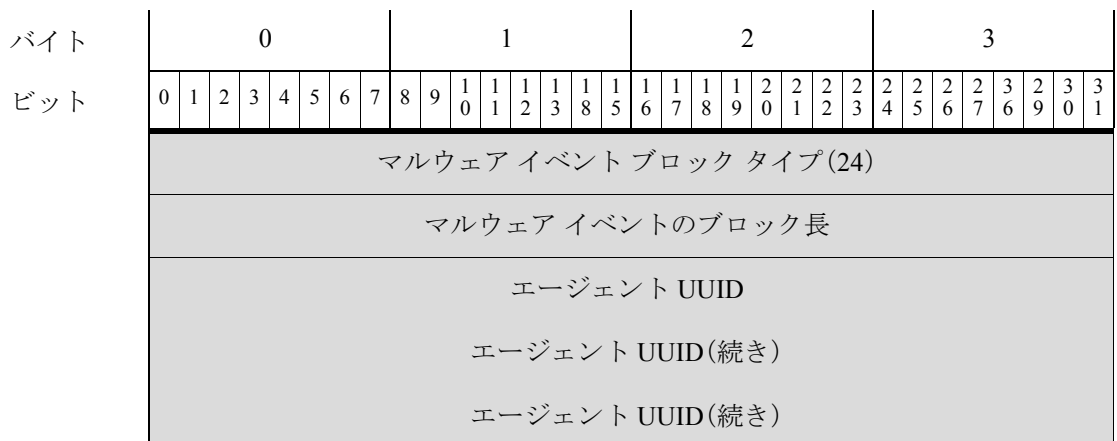 バイト 0 1 2 3
ビット 0 1 2 3 4 5 6 7 8 9 10 11 12 13 18 15 16 17 18 19 20 21 22 23 24 25 26 27 36 29 30 31
マルウェア イベント ブロック タイプ(24)
マルウェア イベントのブロック長
エージェント UUID
エージェント UUID(続き)
エージェント UUID(続き)